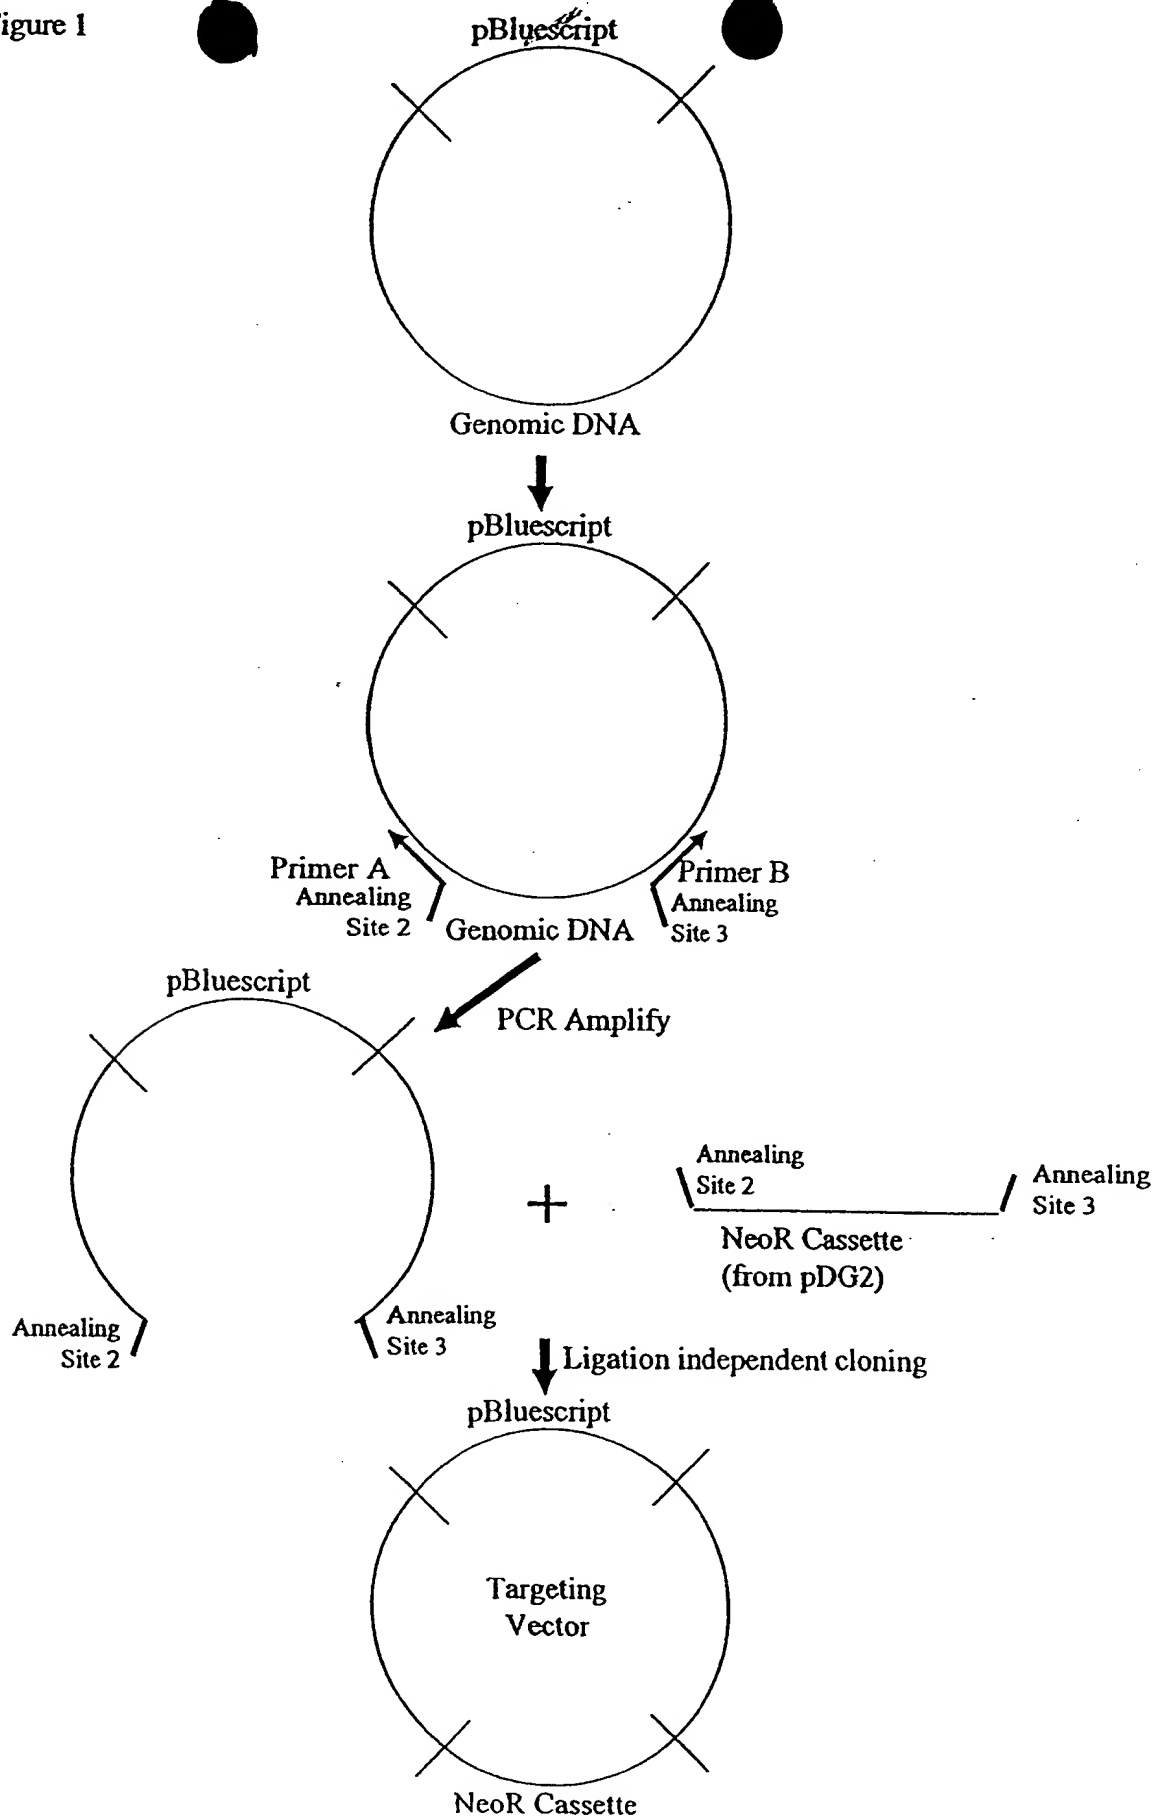 igure 1
pBluescript
Genomic DNA
pBluescript
Primer A
Annealing
Site 2
Primer B
Annealing
Site 3
Genomic DNA
PCR Amplify
pBluescript
Annealing
Site 2
Annealing
Site 3
+
Annealing
Site 2
Annealing
Site 3
NeoR Cassette
(from pDG2)
Ligation independent cloning
pBluescript
Targeting
Vector
NeoR Cassette